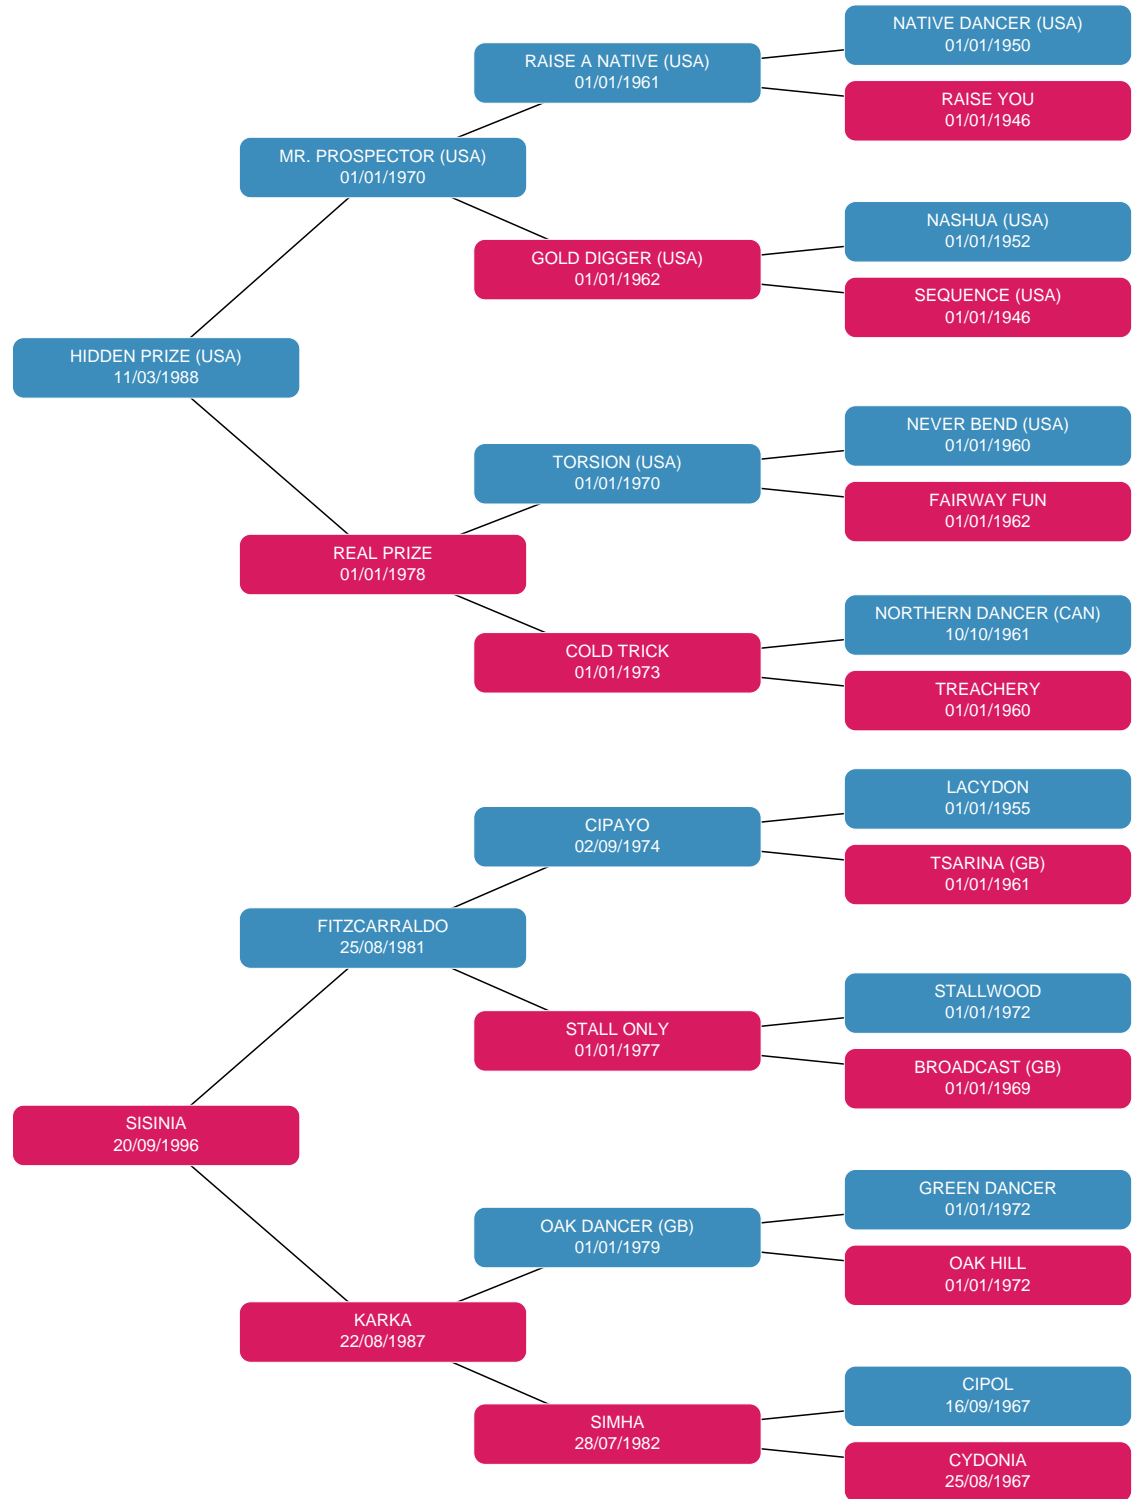 NATIVE DANCER (USA)
01/01/1950
RAISE A NATIVE (USA)
01/01/1961
RAISE YOU
01/01/1946
MR. PROSPECTOR (USA)
01/01/1970
NASHUA (USA)
01/01/1952
GOLD DIGGER (USA)
01/01/1962
SEQUENCE (USA)
01/01/1946
HIDDEN PRIZE (USA)
11/03/1988
NEVER BEND (USA)
01/01/1960
TORSION (USA)
01/01/1970
FAIRWAY FUN
01/01/1962
REAL PRIZE
01/01/1978
NORTHERN DANCER (CAN)
10/10/1961
COLD TRICK
01/01/1973
TREACHERY
01/01/1960
LACYDON
01/01/1955
CIPAYO
02/09/1974
TSARINA (GB)
01/01/1961
FITZCARRALDO
25/08/1981
STALLWOOD
01/01/1972
STALL ONLY
01/01/1977
BROADCAST (GB)
01/01/1969
SISINIA
20/09/1996
GREEN DANCER
01/01/1972
OAK DANCER (GB)
01/01/1979
OAK HILL
01/01/1972
KARKA
22/08/1987
CIPOL
16/09/1967
SIMHA
28/07/1982
CYDONIA
25/08/1967